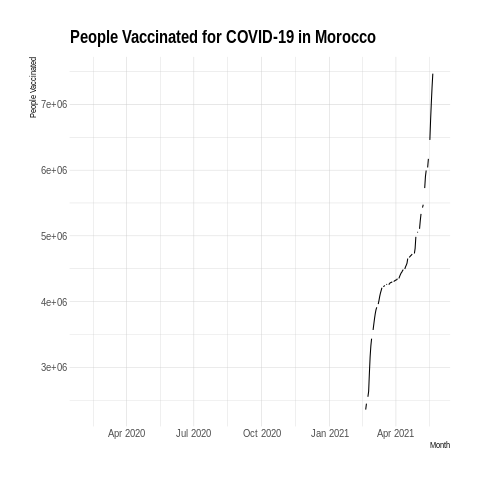 People Vaccinated for COVID-19 in Morocco
People Vaccinated
7e+06
6e+06
5e+06
4e+06
3e+06
Apr 2020 Jul 2020 Oct 2020 Jan 2021 Apr 2021
Month